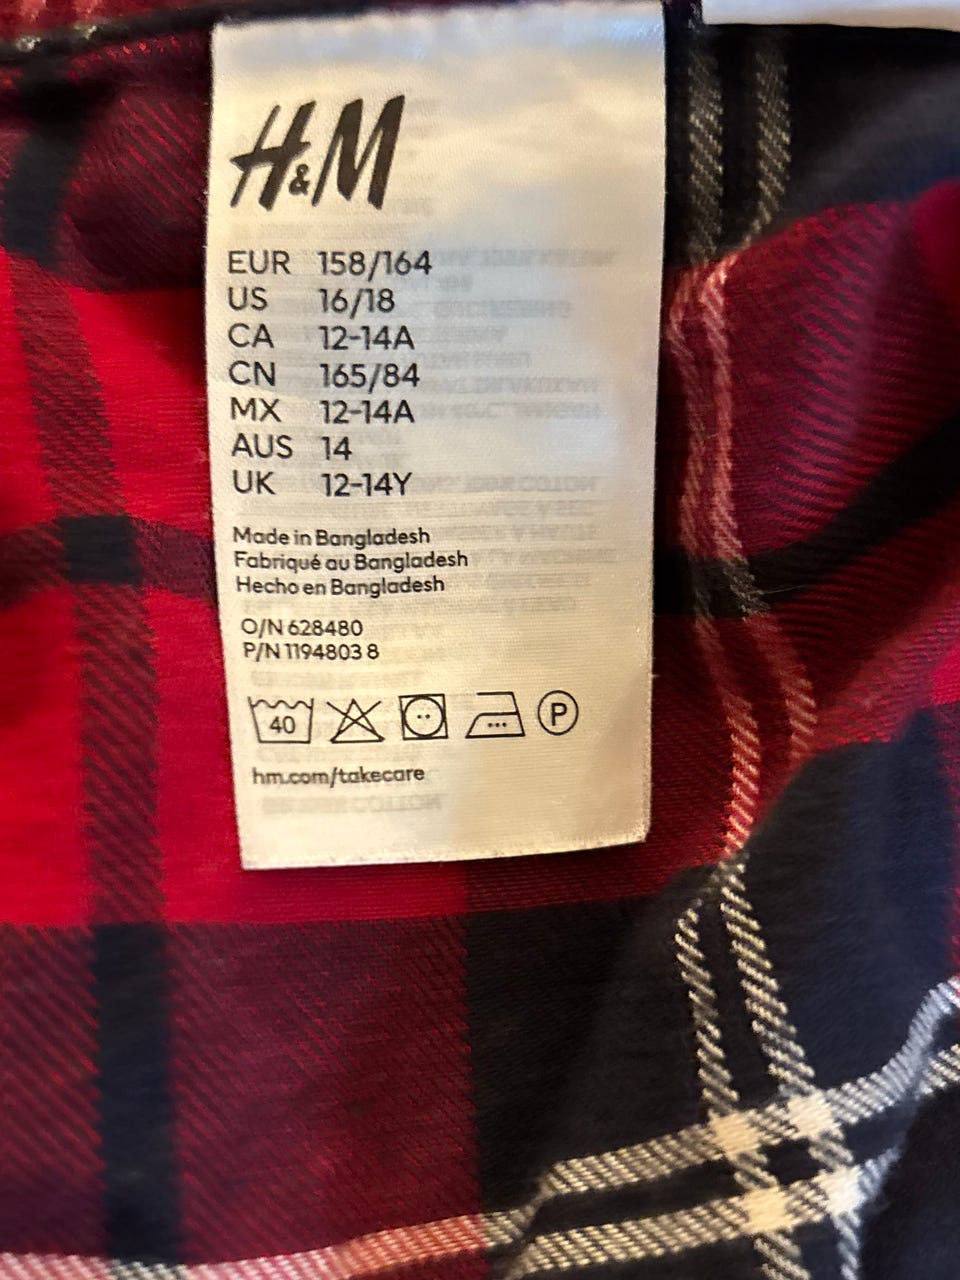 H&M
EUR 158/164
US 16/18
CA 12-14A
CN 165/84
MX 12-14A
AUS 14
UK 12-14Y
Made in Bangladesh
Fabriqué au Bangladesh
Hecho en Bangladesh
O/N 628480
P/N 1194803 8
40
P
hm.com/takecare